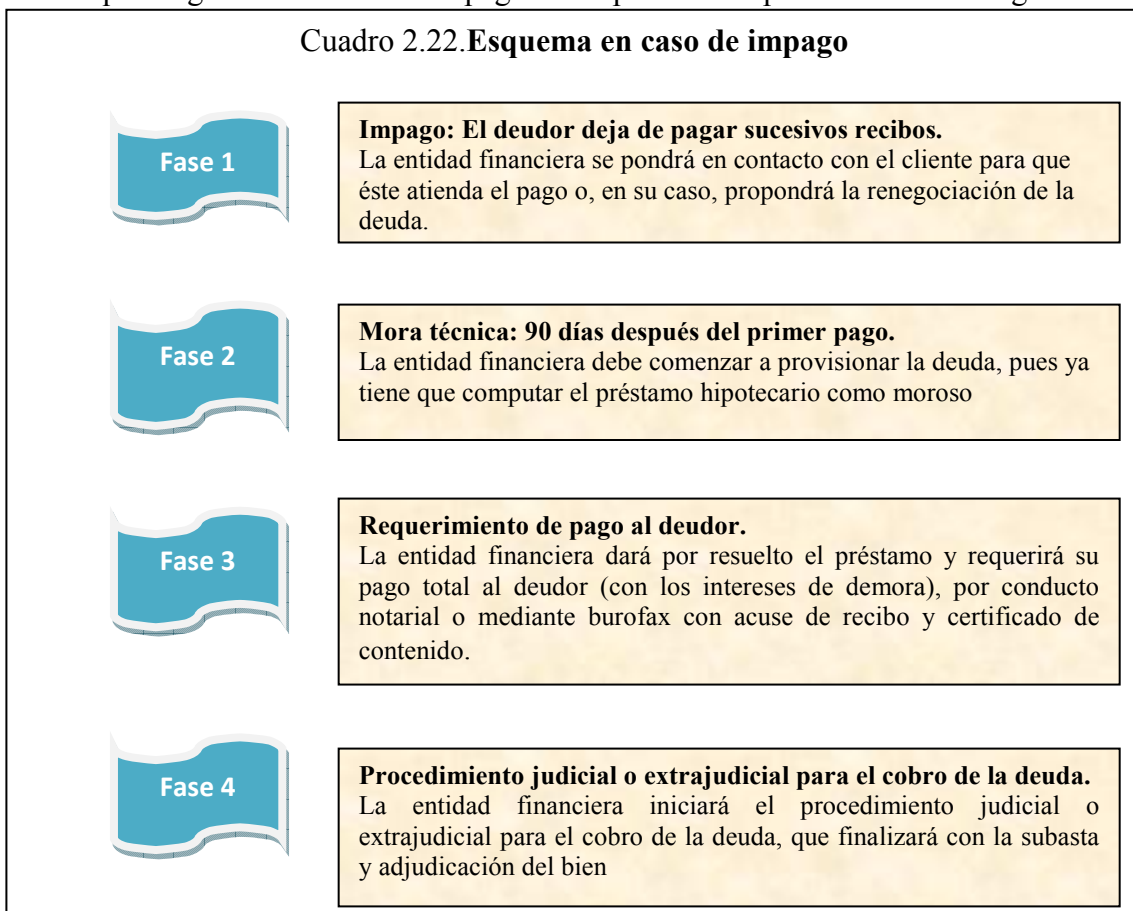 Cuadro 2.22.Esquema en caso de impago
Fase 1
Impago: El deudor deja de pagar sucesivos recibos.
La entidad financiera se pondrá en contacto con el cliente para que
éste atienda el pago o, en su caso, propondrá la renegociación de la
deuda.
Fase 2
Mora técnica: 90 días después del primer pago.
La entidad financiera debe comenzar a provisionar la deuda, pues ya
tiene que computar el préstamo hipotecario como moroso
Fase 3
Requerimiento de pago al deudor.
La entidad financiera dará por resuelto el préstamo y requerirá su
pago total al deudor (con los intereses de demora), por conducto
notarial o mediante burofax con acuse de recibo y certificado de
contenido.
Fase 4
Procedimiento judicial o extrajudicial para el cobro de la deuda.
La entidad financiera iniciará el procedimiento judicial o
extrajudicial para el cobro de la deuda, que finalizará con la subasta
y adjudicación del bien